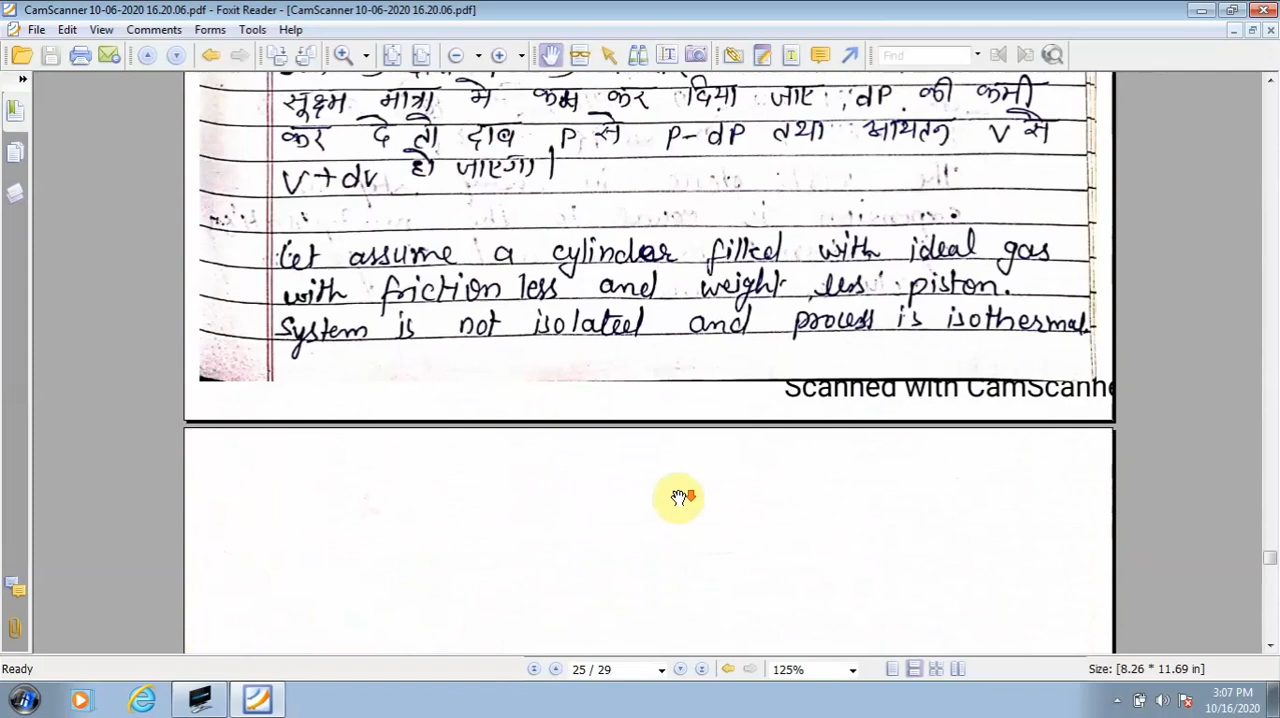 CamScanner 10-06-2020 16.20.06.pdf - Foxit Reader - [CamScanner 10-06-2020 16.20.06.pdf]
File Edit View Comments Forms Tools Help
Find
सूक्ष्म मात्रा मे कम कर दिया जाए , dP की कमी
कर दे तो दाब P से P-dP तथा आयतन V से
V+dv हो जाएगा।
Let assume a cylinder filled with ideal gas
with friction less and weight less piston.
System is not isolated and process is isothermal.
Scanned with CamScanne
Ready 25 / 29 125% Size: [8.26 * 11.69 in]
3:07 PM
10/16/2020